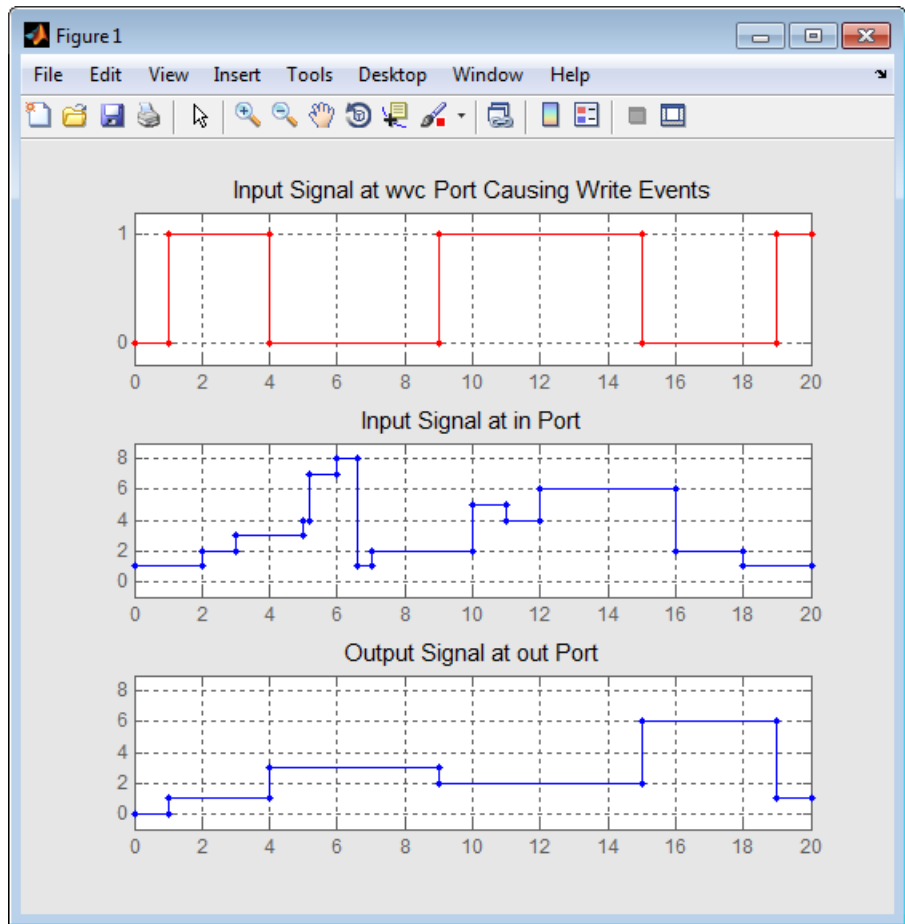 Figure 1
File Edit View Insert Tools Desktop Window Help
Input Signal at wvc Port Causing Write Events
1
0
0 2 4 6 8 10 12 14 16 18 20
Input Signal at in Port
8
6
4
2
0
0 2 4 6 8 10 12 14 16 18 20
Output Signal at out Port
8
6
4
2
0
0 2 4 6 8 10 12 14 16 18 20